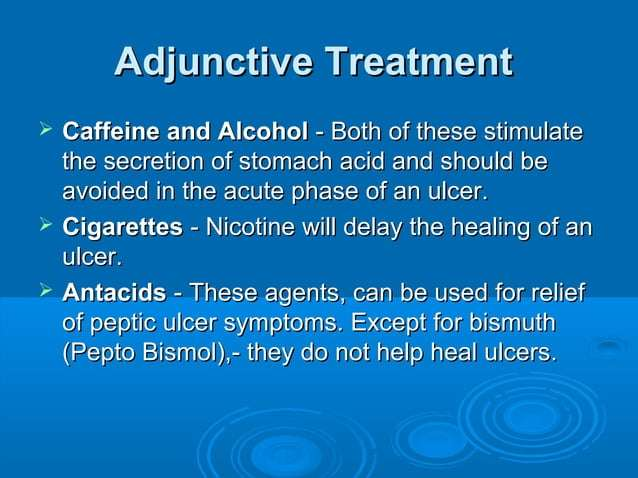 Adjunctive Treatment
Caffeine and Alcohol - Both of these stimulate
the secretion of stomach acid and should be
avoided in the acute phase of an ulcer.
Cigarettes - Nicotine will delay the healing of an
ulcer.
Antacids - These agents, can be used for relief
of peptic ulcer symptoms. Except for bismuth
(Pepto Bismol),- they do not help heal ulcers.